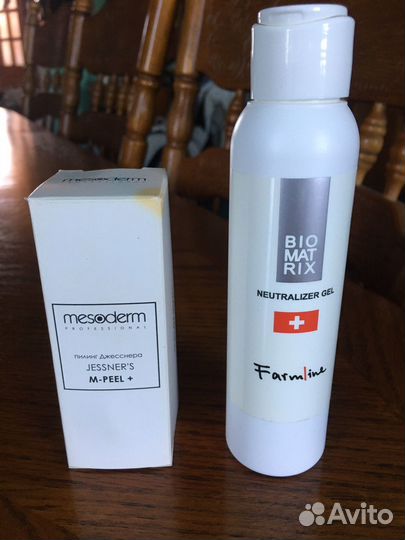 mesoderm
mesoderm
PROFESSIONAL
пилинг Джесснера
JESSNER'S
M-PEEL +
BIO
MAT
RIX
NEUTRALIZER GEL
Farmline
Avito